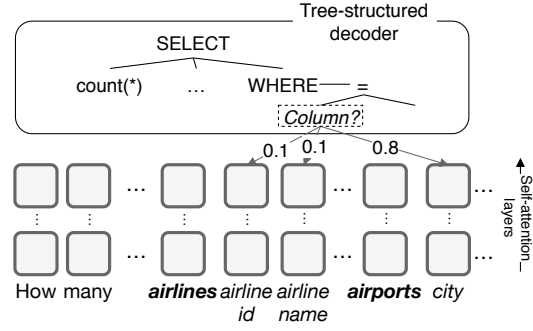 Tree-structured
decoder
SELECT
count(*) … WHERE =
Column?
0.1 0.1 0.8
... ... ... ...
... ... ... ...
How many airlines airline airline airports city
id name
Self-attention
layers